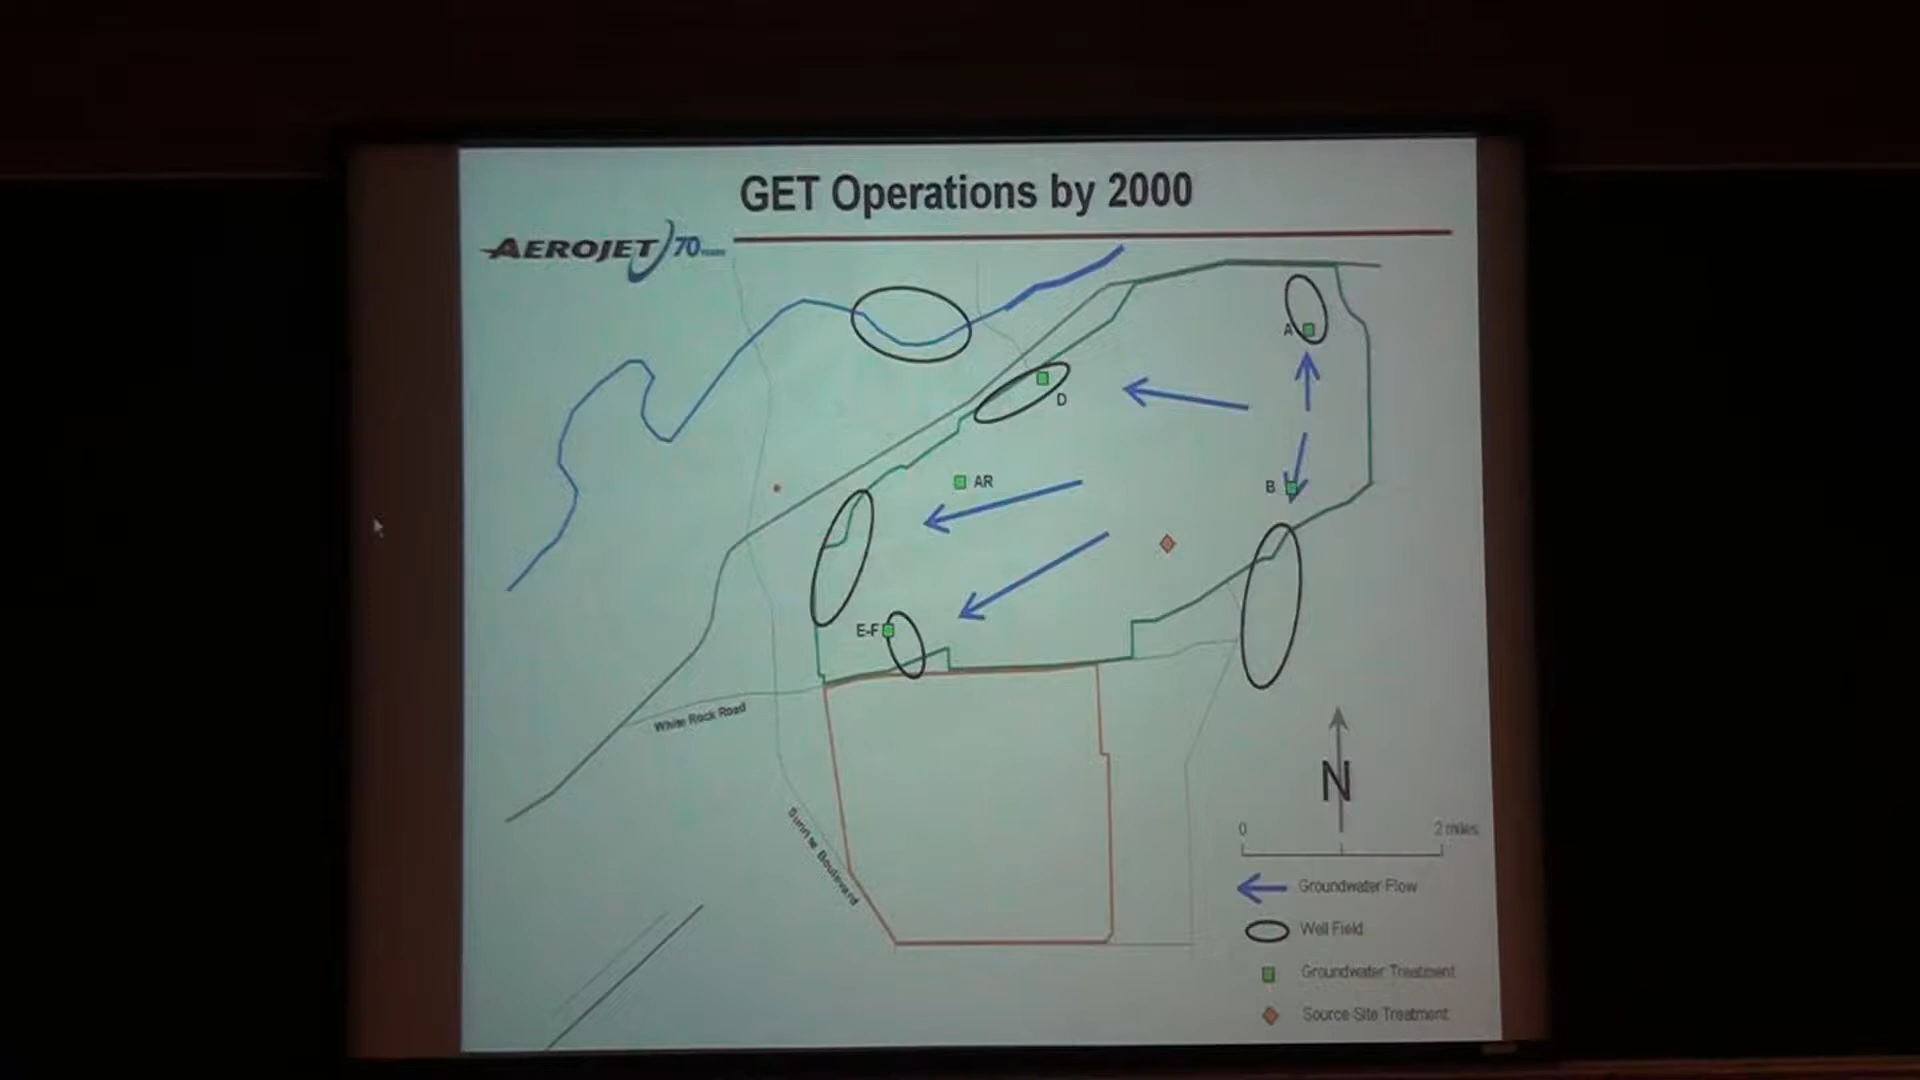 GET Operations by 2000
AEROJET 70
A
D
AR
B
E-F
White Rock Road
Sunrise Boulevard
N
0 2 miles
Groundwater Flow
Well Field
Groundwater Treatment
Source Site Treatment